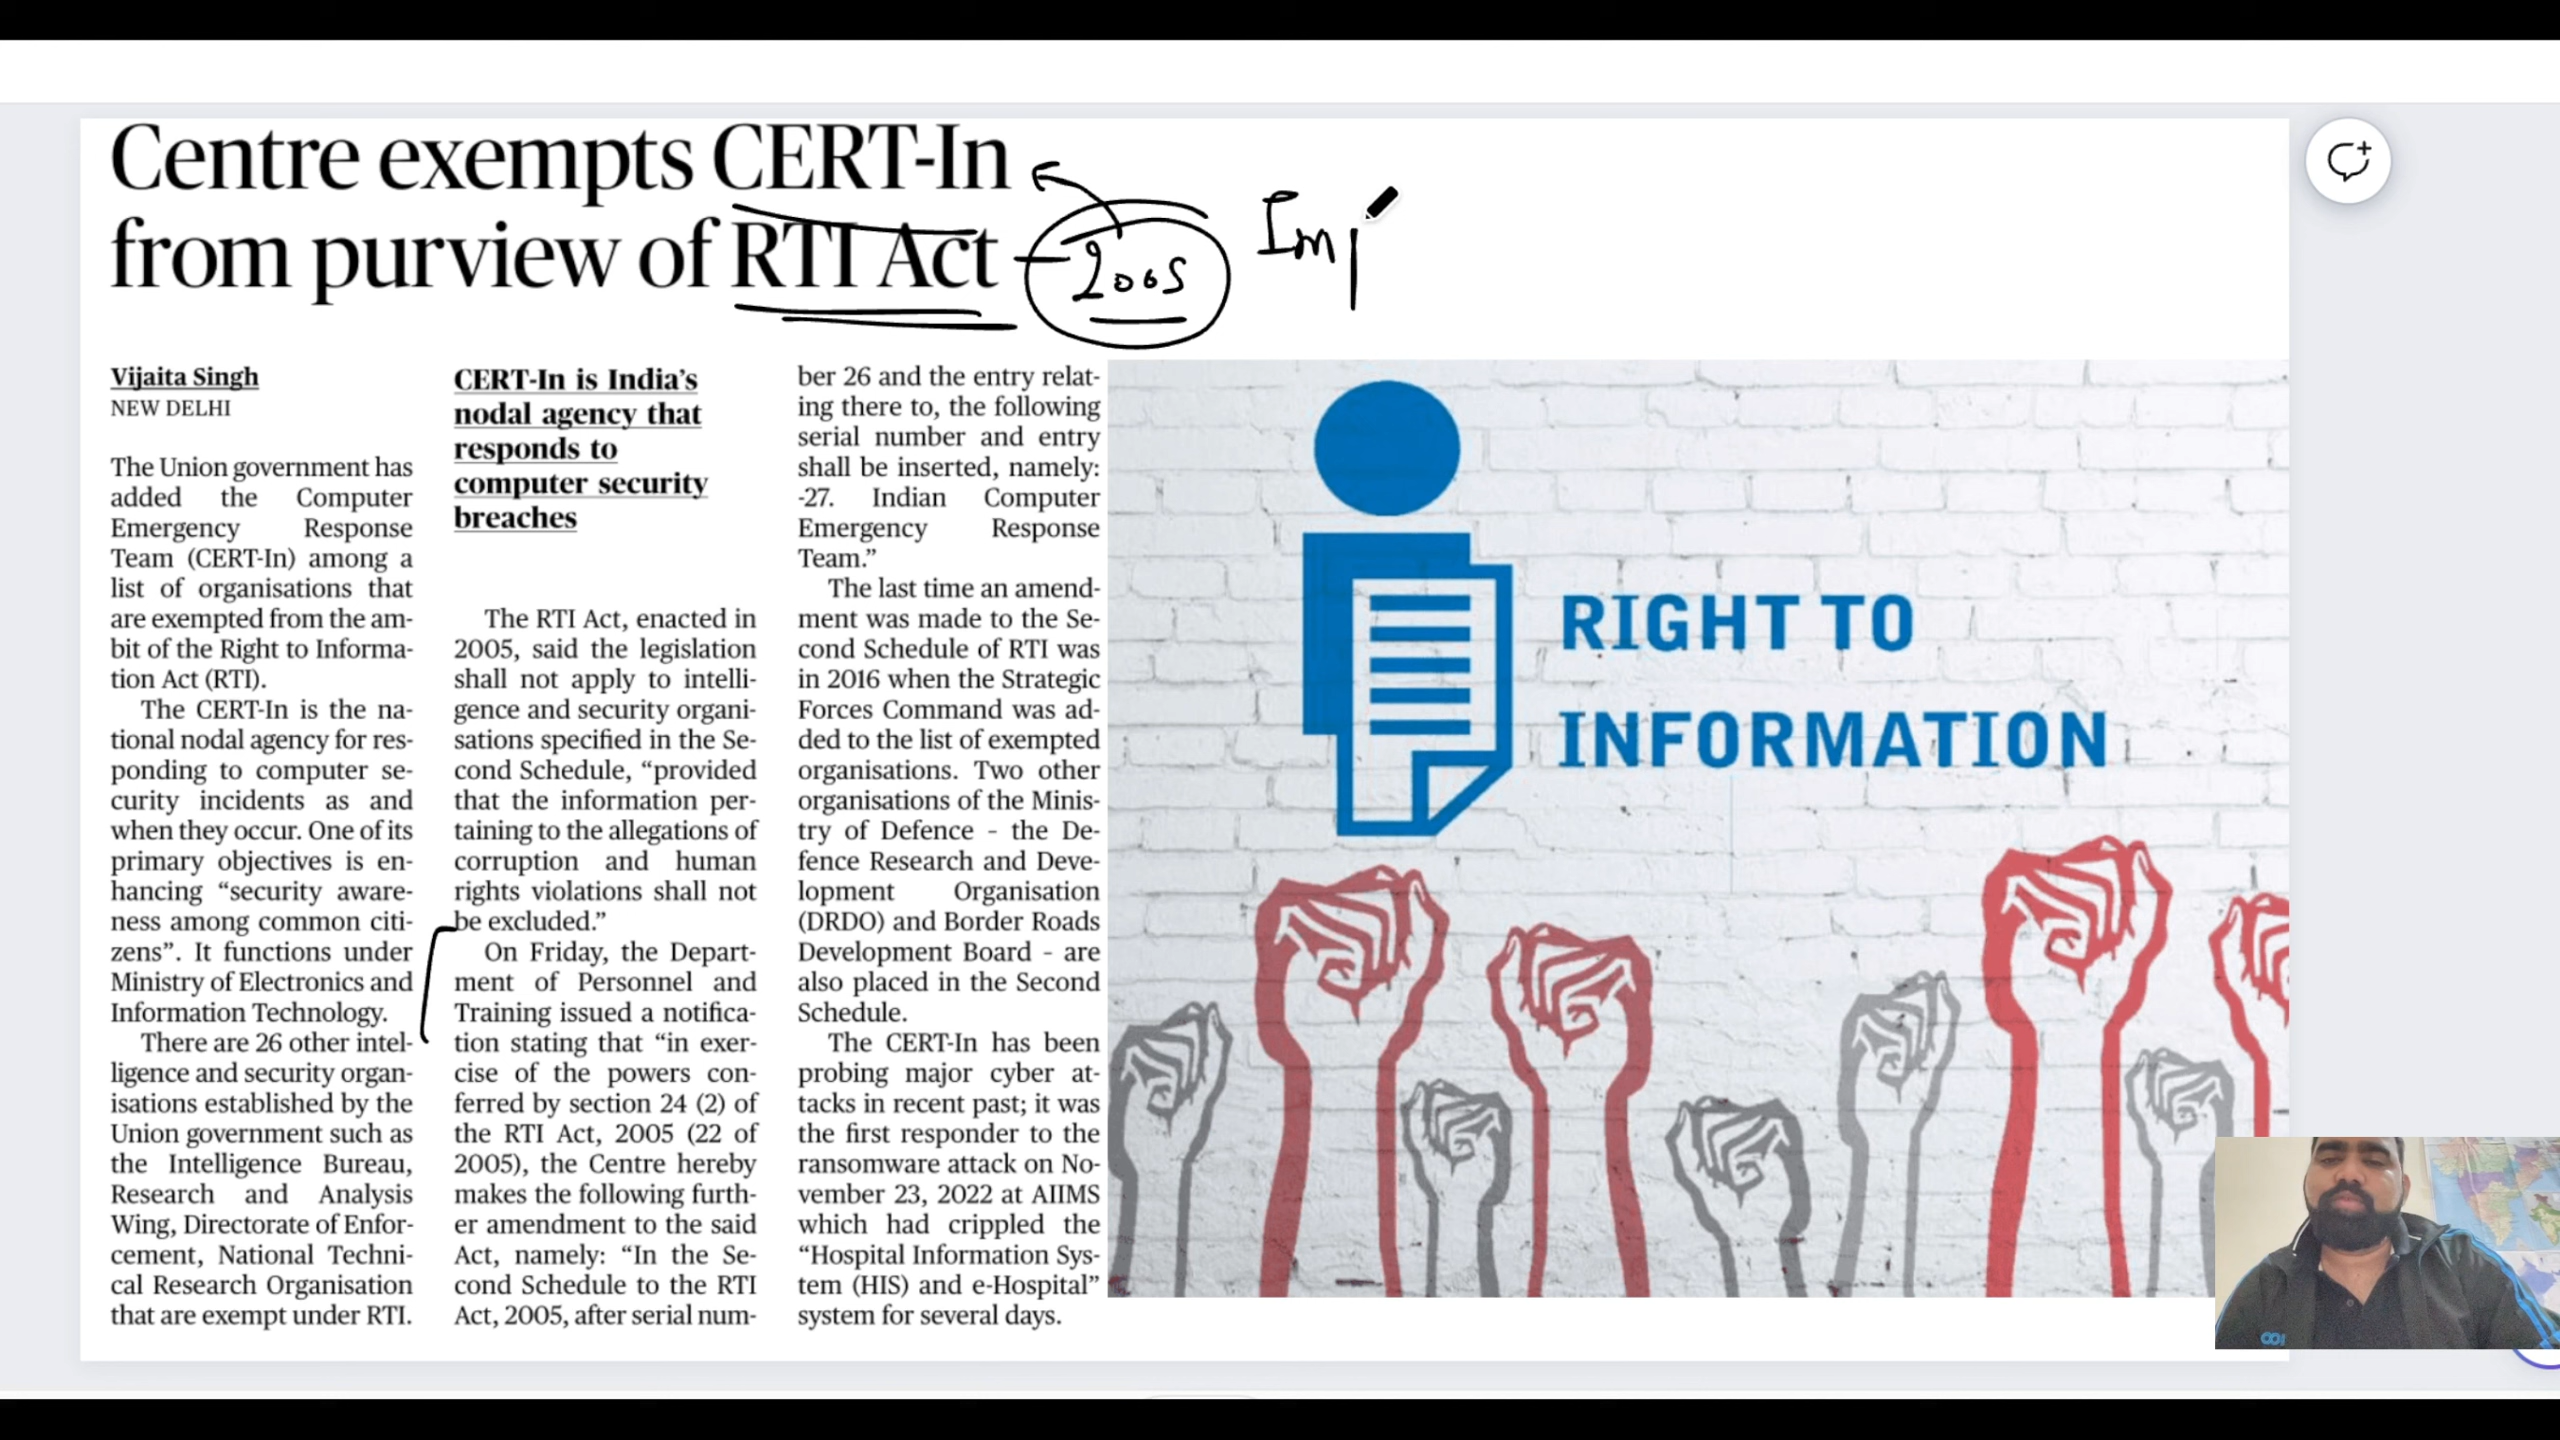 Centre exempts CERT-In
from purview of RTI Act
- 2005
Imp
Vijaita Singh
NEW DELHI
The Union government has
added the Computer
Emergency Response
Team (CERT-In) among a
list of organisations that
are exempted from the am-
bit of the Right to Informa-
tion Act (RTI).
The CERT-In is the na-
tional nodal agency for res-
ponding to computer se-
curity incidents as and
when they occur. One of its
primary objectives is en-
hancing “security aware-
ness among common citi-
zens”. It functions under
Ministry of Electronics and
Information Technology.
There are 26 other intel-
ligence and security organ-
isations established by the
Union government such as
the Intelligence Bureau,
Research and Analysis
Wing, Directorate of Enfor-
cement, National Techni-
cal Research Organisation
that are exempt under RTI.
CERT-In is India’s
nodal agency that
responds to
computer security
breaches
The RTI Act, enacted in
2005, said the legislation
shall not apply to intelli-
gence and security organi-
sations specified in the Se-
cond Schedule, “provided
that the information per-
taining to the allegations of
corruption and human
rights violations shall not
be excluded.”
On Friday, the Depart-
ment of Personnel and
Training issued a notifica-
tion stating that “in exer-
cise of the powers con-
ferred by section 24 (2) of
the RTI Act, 2005 (22 of
2005), the Centre hereby
makes the following furth-
er amendment to the said
Act, namely: “In the Se-
cond Schedule to the RTI
Act, 2005, after serial num-
ber 26 and the entry relat-
ing there to, the following
serial number and entry
shall be inserted, namely:
-27. Indian Computer
Emergency Response
Team.”
The last time an amend-
ment was made to the Se-
cond Schedule of RTI was
in 2016 when the Strategic
Forces Command was ad-
ded to the list of exempted
organisations. Two other
organisations of the Minis-
try of Defence - the De-
fence Research and Deve-
lopment Organisation
(DRDO) and Border Roads
Development Board - are
also placed in the Second
Schedule.
The CERT-In has been
probing major cyber at-
tacks in recent past; it was
the first responder to the
ransomware attack on No-
vember 23, 2022 at AIIMS
which had crippled the
“Hospital Information Sys-
tem (HIS) and e-Hospital”
system for several days.
RIGHT TO
INFORMATION